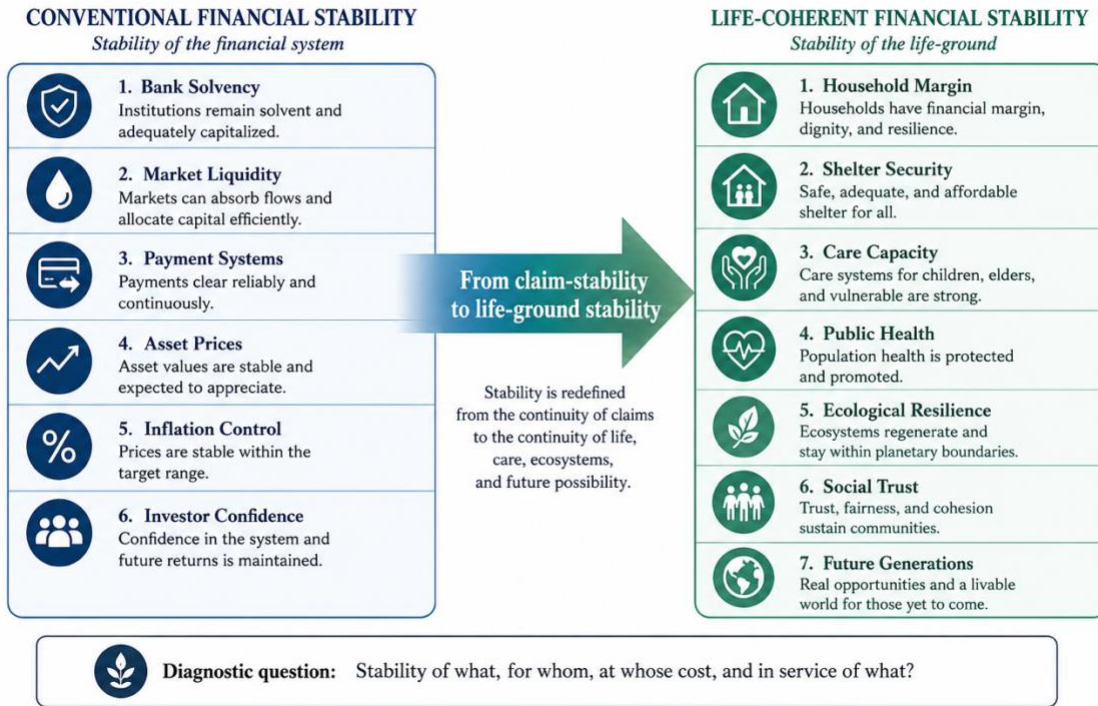 CONVENTIONAL FINANCIAL STABILITY
Stability of the financial system
1. Bank Solvency
Institutions remain solvent and
adequately capitalized.
2. Market Liquidity
Markets can absorb flows and
allocate capital efficiently.
3. Payment Systems
Payments clear reliably and
continuously.
4. Asset Prices
Asset values are stable and
expected to appreciate.
5. Inflation Control
Prices are stable within the
target range.
6. Investor Confidence
Confidence in the system and
future returns is maintained.
From claim-stability
to life-ground stability
Stability is redefined
from the continuity of claims
to the continuity of life,
care, ecosystems,
and future possibility.
LIFE-COHERENT FINANCIAL STABILITY
Stability of the life-ground
1. Household Margin
Households have financial margin,
dignity, and resilience.
2. Shelter Security
Safe, adequate, and affordable
shelter for all.
3. Care Capacity
Care systems for children, elders,
and vulnerable are strong.
4. Public Health
Population health is protected
and promoted.
5. Ecological Resilience
Ecosystems regenerate and
stay within planetary boundaries.
6. Social Trust
Trust, fairness, and cohesion
sustain communities.
7. Future Generations
Real opportunities and a livable
world for those yet to come.
Diagnostic question: Stability of what, for whom, at whose cost, and in service of what?